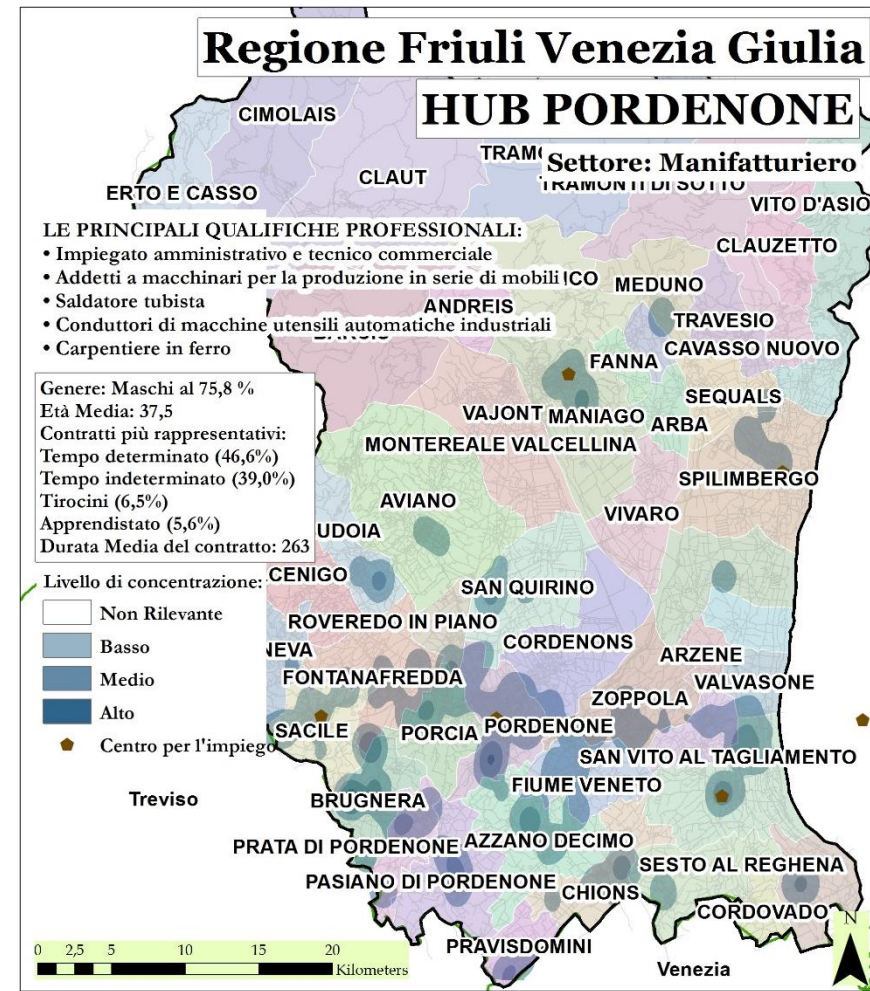 Regione Friuli Venezia Giulia
HUB PORDENONE
Settore: Manifatturiero
CIMOLAIS
CLAUT
ERTO E CASSO
TRAMONTI DI SOTTO
VITO D'ASIO
CLAUZZETTO
LE PRINCIPALI QUALIFICHE PROFESSIONALI:
• Impiegato amministrativo e tecnico commerciale
• Addetti a macchinari per la produzione in serie di mobili
• Saldatore tubista
• Conduttori di macchine utensili automatiche industriali
• Carpentiere in ferro
MEDUNO
ANDREIS
TRAVESIO
FANNA
CAVASSO NUOVO
Genere: Maschi al 75,8 %
Età Media: 37,5
Contratti più rappresentativi:
Tempo determinato (46,6%)
Tempo indeterminato (39,0%)
Tirocini (6,5%)
Apprendistato (5,6%)
Durata Media del contratto: 263
SEQUALS
VAJONT
MANIAGO
ARBA
MONTEREALE VALCELLINA
SPILIMBERGO
AVIANO
VIVARO
Livello di concentrazione:
Non Rilevante
Basso
Medio
Alto
Centro per l'impiego
SAN QUIRINO
ROVEREDO IN PIANO
CORDENONS
ARZENE
FONTANAFREDDA
VALVASONE
ZOPPOLA
SACILE
PORCIA
PORDENONE
SAN VITO AL TAGLIAMENTO
FIUME VENETO
Treviso
BRUGNERA
PRATA DI PORDENONE
AZZANO DECIMO
SESTO AL REGHENA
PASIANO DI PORDENONE
CHIONS
CORDOVADO
PRAVISDOMINI
Venezia
N
0 2,5 5 10 15 20
Kilometers